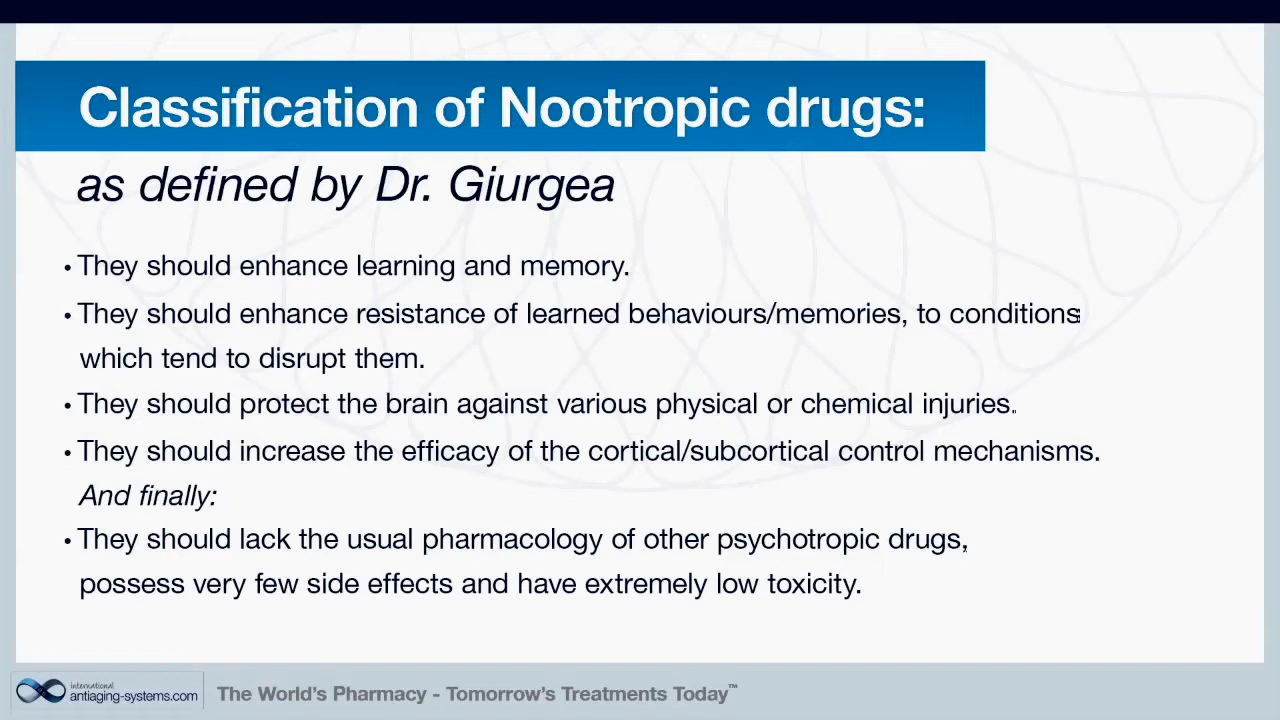 Classification of Nootropic drugs:
as defined by Dr. Giurgea
• They should enhance learning and memory.
• They should enhance resistance of learned behaviours/memories, to conditions
which tend to disrupt them.
• They should protect the brain against various physical or chemical injuries.
• They should increase the efficacy of the cortical/subcortical control mechanisms.
And finally:
• They should lack the usual pharmacology of other psychotropic drugs,
possess very few side effects and have extremely low toxicity.
international
antiaging-systems.com
The World's Pharmacy - Tomorrow's Treatments Today™